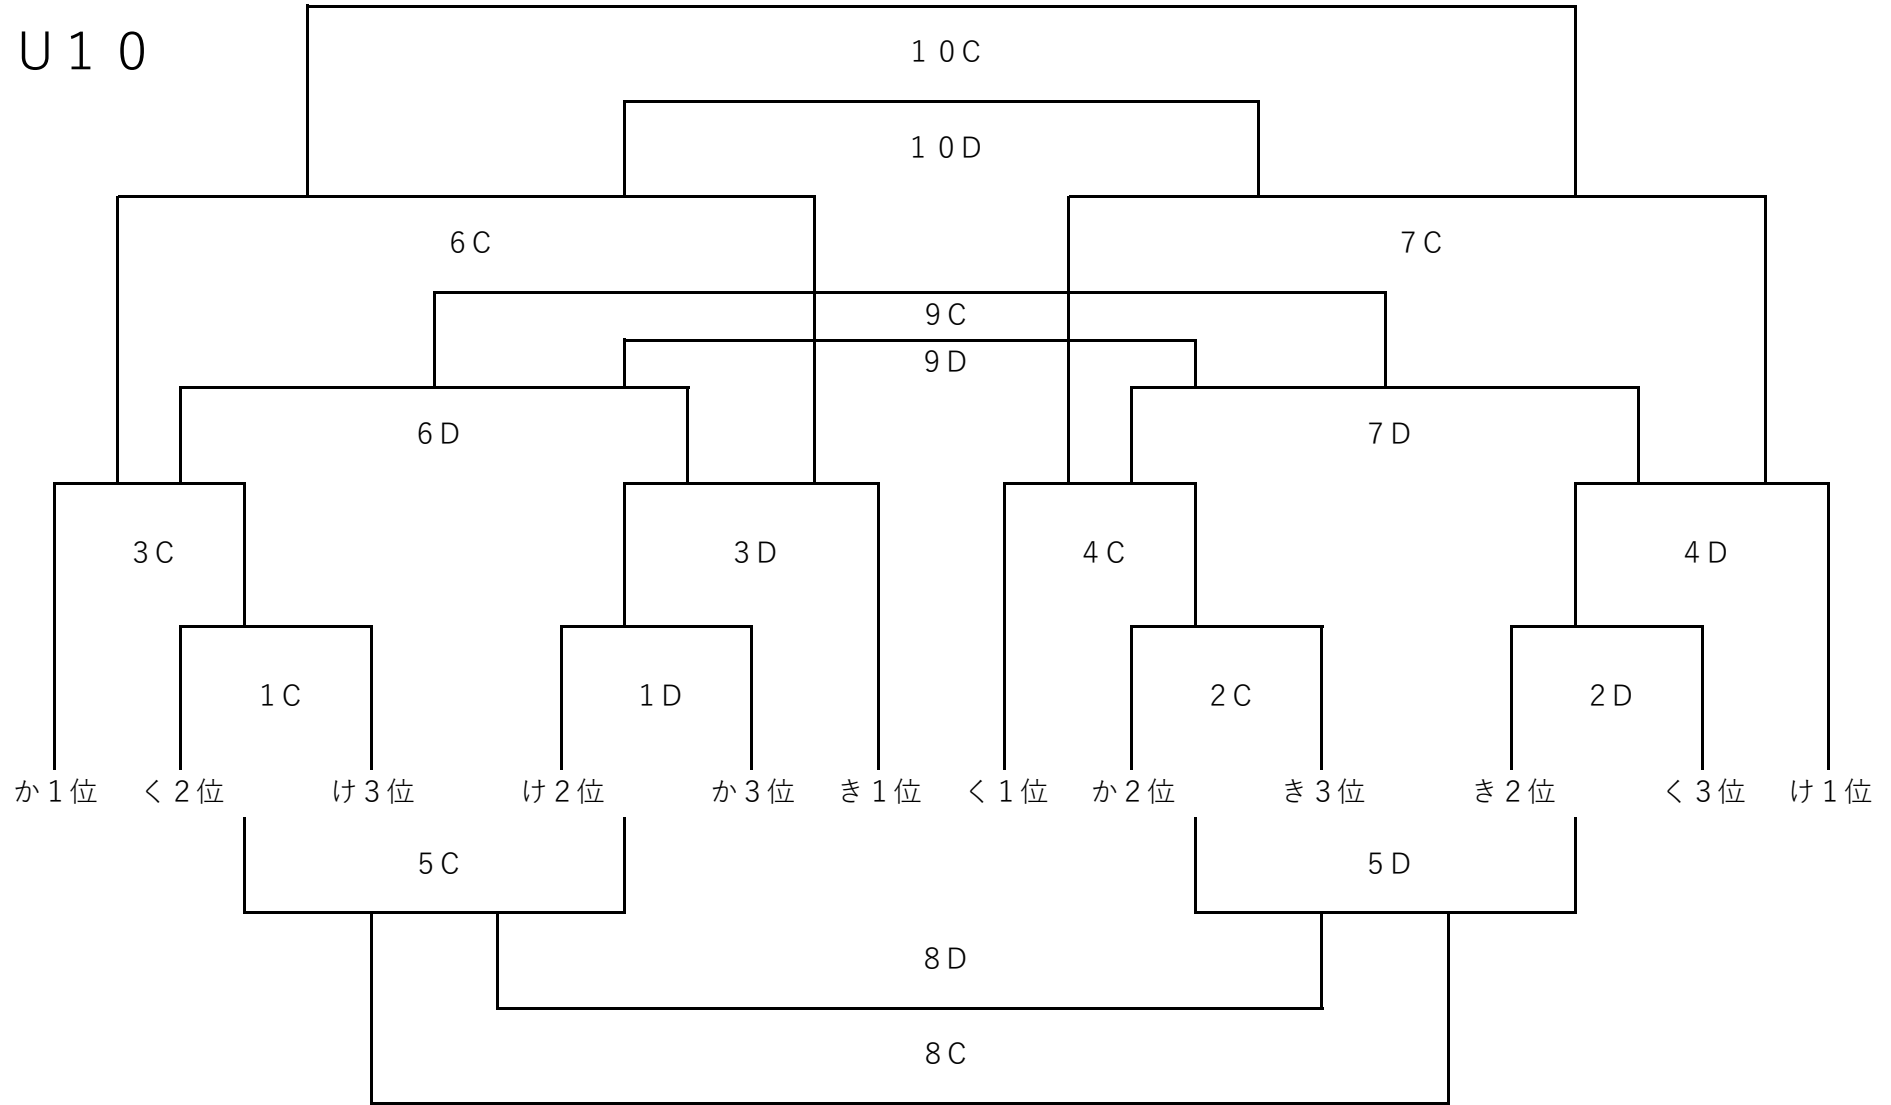 U１０
１０C
１０D
６C
７C
９C
９D
６D
７D
３C
３D
４C
４D
１C
１D
２C
２D
か１位
く２位
け３位
け２位
か３位
き１位
く１位
か２位
き３位
き２位
く３位
け１位
５C
５D
８D
８C